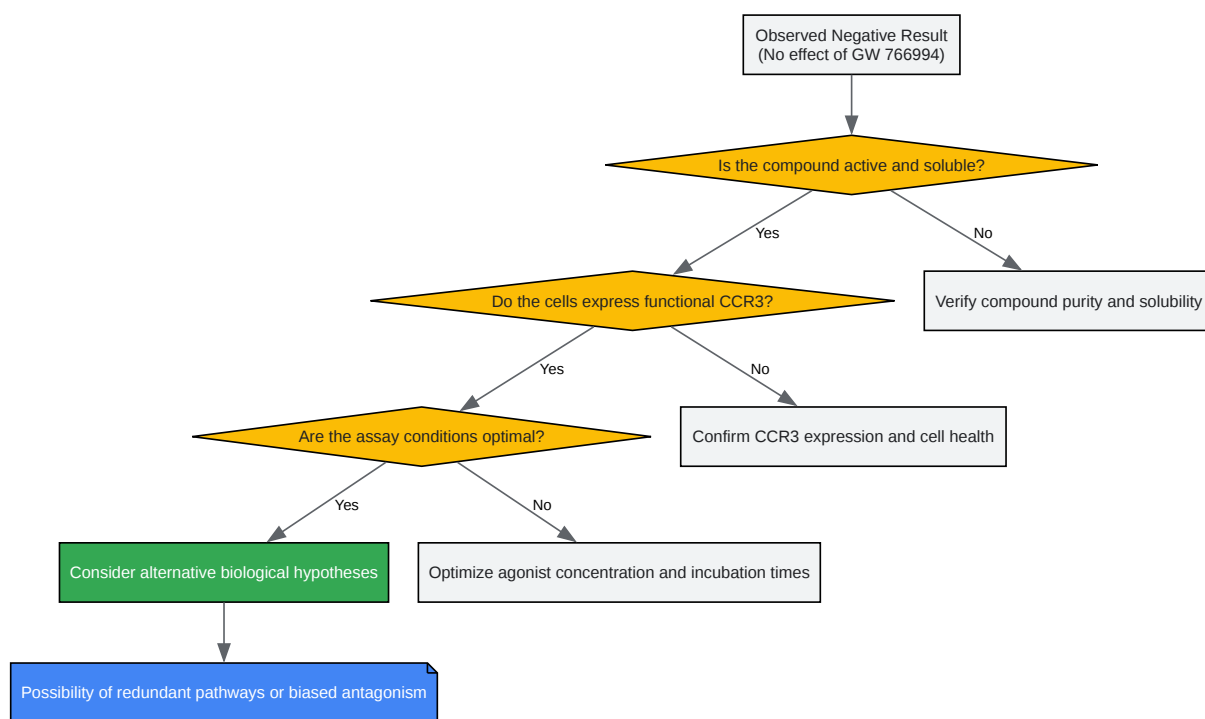 Observed Negative Result
(No effect of GW 766994)
Is the compound active and soluble?
Yes
No
Do the cells express functional CCR3?
Verify compound purity and solubility
Yes
No
Are the assay conditions optimal?
Confirm CCR3 expression and cell health
Yes
No
Consider alternative biological hypotheses
Optimize agonist concentration and incubation times
Possibility of redundant pathways or biased antagonism